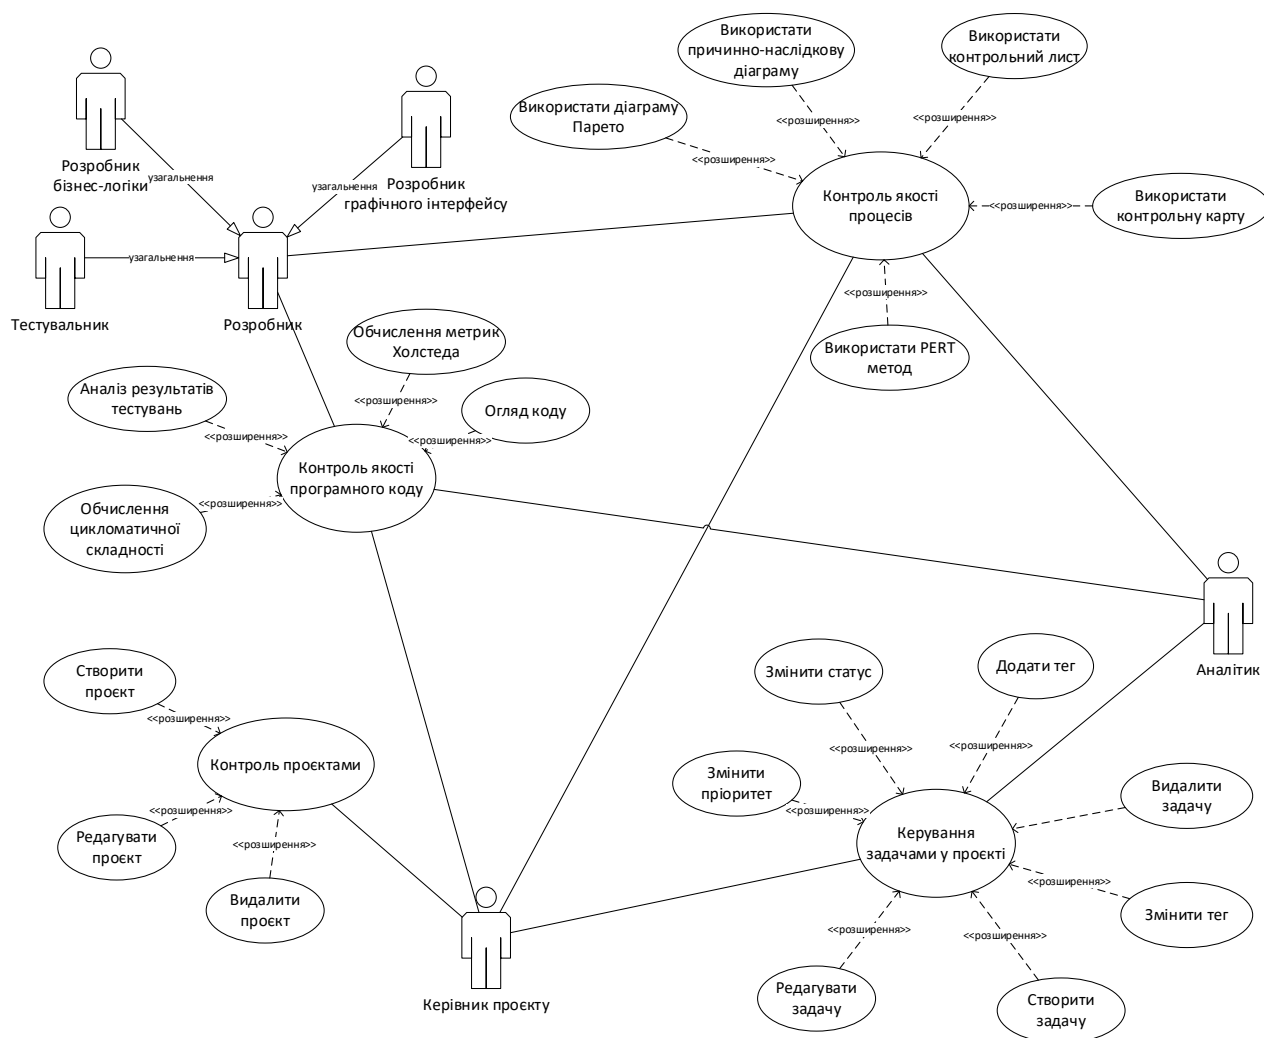 Використати
причинно-наслідкову
діаграму
Використати
контрольний лист
Використати діаграму
Парето
<<розширення>>
<<розширення>>
<<розширення>>
Розробник
бізнес-логіки
узагальнення
Розробник
графічного інтерфейсу
узагальнення
Контроль якості
процесів
<<розширення>>
Використати
контрольну карту
узагальнення
Тестувальник
Розробник
<<розширення>>
Використати PERT
метод
Обчислення метрик
Холстеда
<<розширення>>
Аналіз результатів
тестувань
<<розширення>>
Огляд коду
<<розширення>>
Контроль якості
програмного коду
<<розширення>>
Обчислення
цикломатичної
складності
Аналітик
Створити
проєкт
<<розширення>>
Контроль проєктами
<<розширення>>
Редагувати
проєкт
<<розширення>>
Видалити
проєкт
Керівник проєкту
Змінити статус
Додати тег
<<розширення>>
<<розширення>>
Змінити
пріоритет
<<розширення>>
Видалити
задачу
Керування
задачами у проєкті
<<розширення>>
Змінити тег
<<розширення>>
<<розширення>>
Редагувати
задачу
Створити
задачу